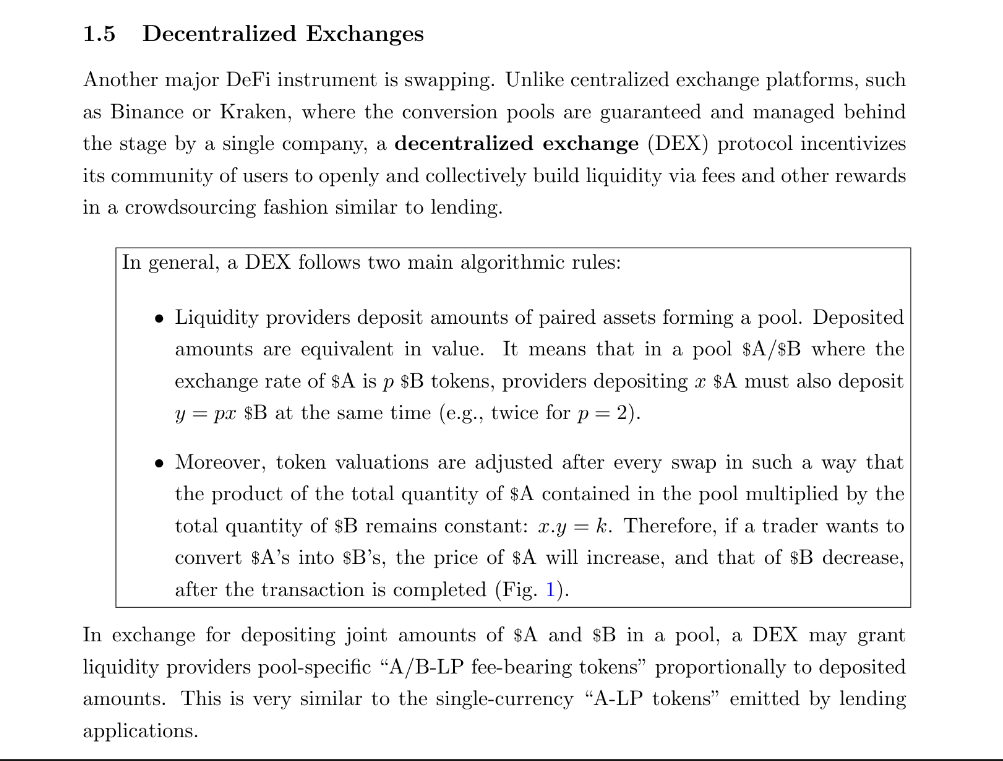 1.5 Decentralized Exchanges
Another major DeFi instrument is swapping. Unlike centralized exchange platforms, such
as Binance or Kraken, where the conversion pools are guaranteed and managed behind
the stage by a single company, a decentralized exchange (DEX) protocol incentivizes
its community of users to openly and collectively build liquidity via fees and other rewards
in a crowdsourcing fashion similar to lending.
In general, a DEX follows two main algorithmic rules:
• Liquidity providers deposit amounts of paired assets forming a pool. Deposited
amounts are equivalent in value. It means that in a pool $A/$B where the
exchange rate of $A is p $B tokens, providers depositing x $A must also deposit
y = px $B at the same time (e.g., twice for p = 2).
• Moreover, token valuations are adjusted after every swap in such a way that
the product of the total quantity of $A contained in the pool multiplied by the
total quantity of $B remains constant: x.y = k. Therefore, if a trader wants to
convert $A's into $B's, the price of $A will increase, and that of $B decrease,
after the transaction is completed (Fig. 1).
In exchange for depositing joint amounts of $A and $B in a pool, a DEX may grant
liquidity providers pool-specific “A/B-LP fee-bearing tokens” proportionally to deposited
amounts. This is very similar to the single-currency “A-LP tokens” emitted by lending
applications.